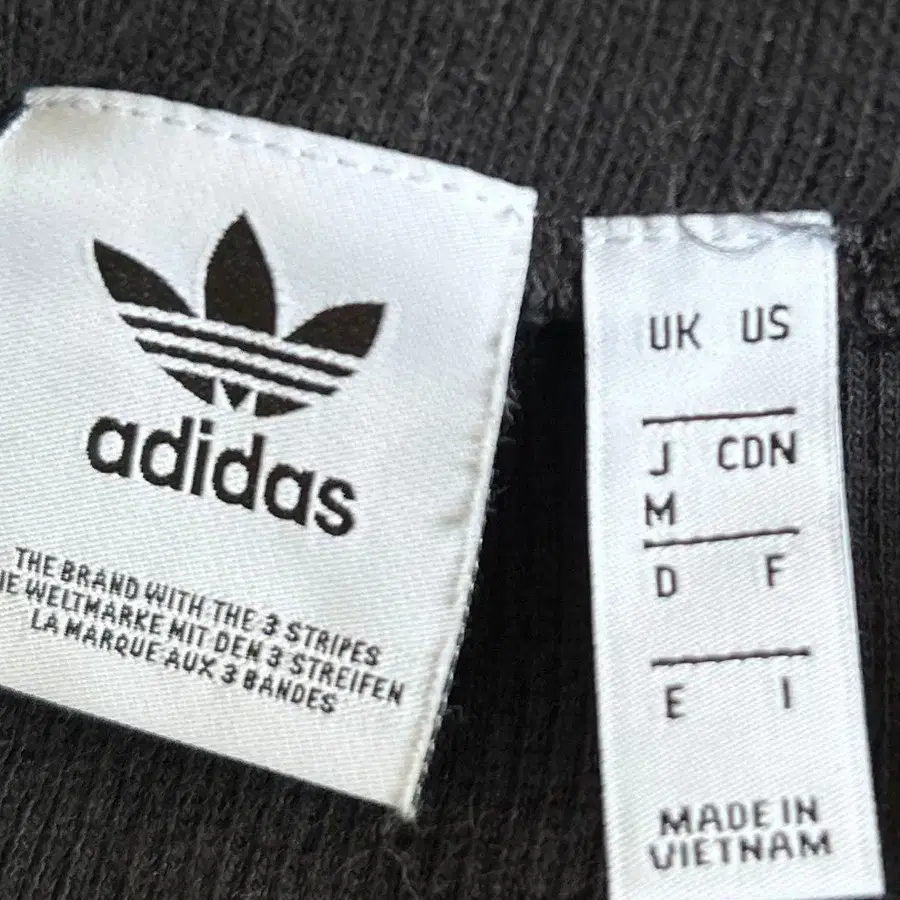 adidas
THE BRAND WITH THE 3 STRIPES
IE WELTMARKE MIT DEN 3 STREIFEN
LA MARQUE AUX 3 BANDES
UK US
J CDN
M
D F
E I
MADE IN
VIETNAM